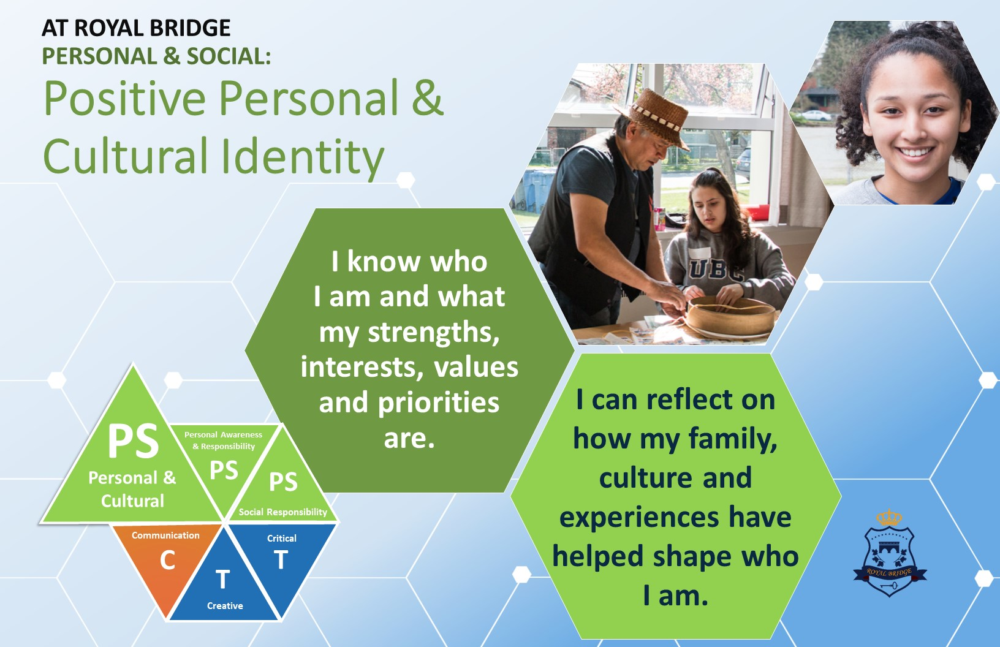 AT ROYAL BRIDGE
PERSONAL & SOCIAL:
Positive Personal &
Cultural Identity
I know who
I am and what
my strengths,
interests, values
and priorities
are.
UBC
I can reflect on
how my family,
culture and
experiences have
helped shape who
I am.
PS
Personal &
Cultural
Personal Awareness
& Responsibility
PS
PS
Social Responsibility
Communication
C
T
Creative
Critical
T
ROYAL BRIDGE